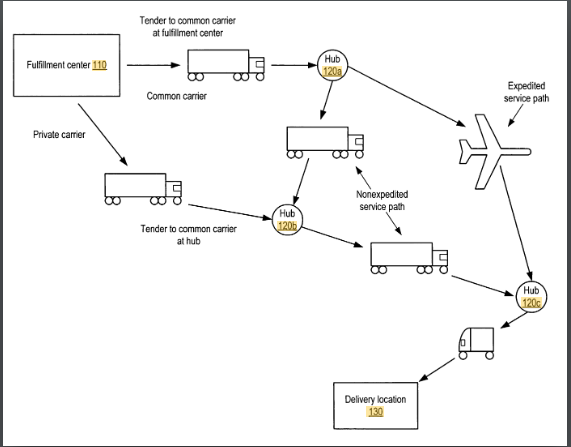 Tender to common carrier
at fulfillment center
Fulfillment center 110
Hub
120a
Common carrier
Expedited
service path
Private carrier
Nonexpedited
service path
Hub
120b
Tender to common carrier
at hub
Hub
120c
Delivery location
130